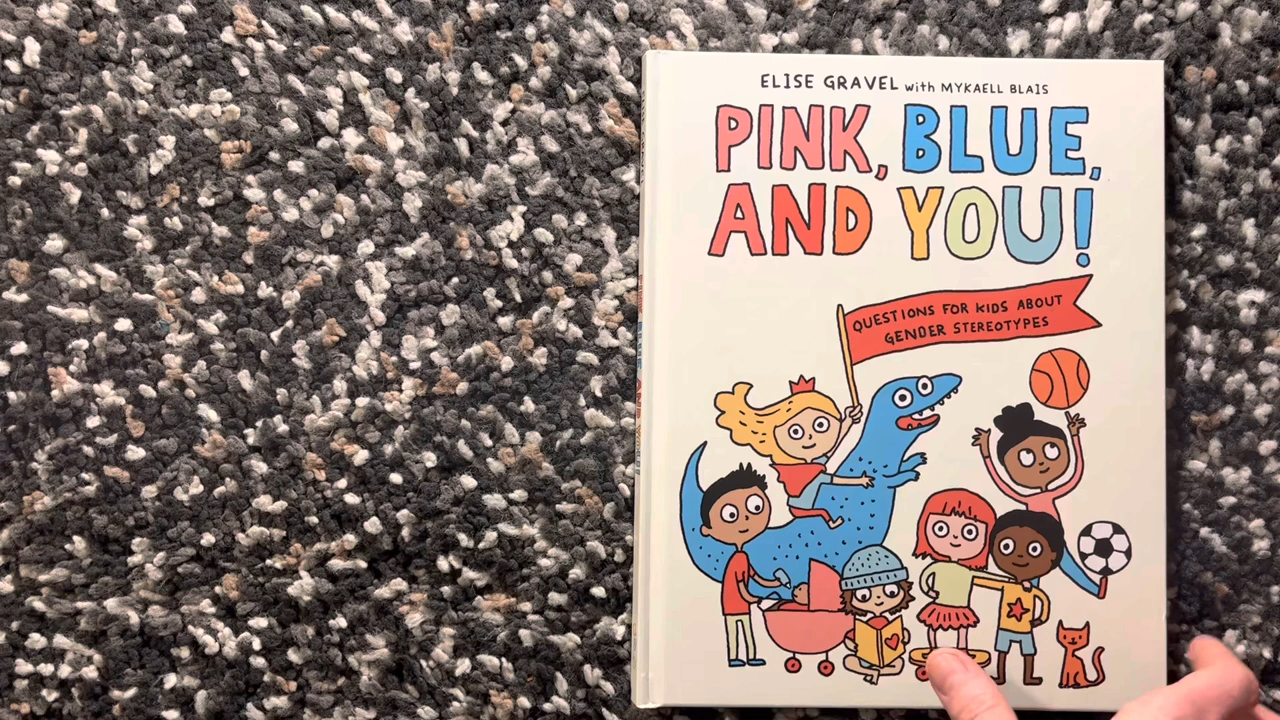 ELISE GRAVEL with MYKAELL BLAIS
PINK, BLUE,
AND YOU!
QUESTIONS FOR KIDS ABOUT
GENDER STEREOTYPES